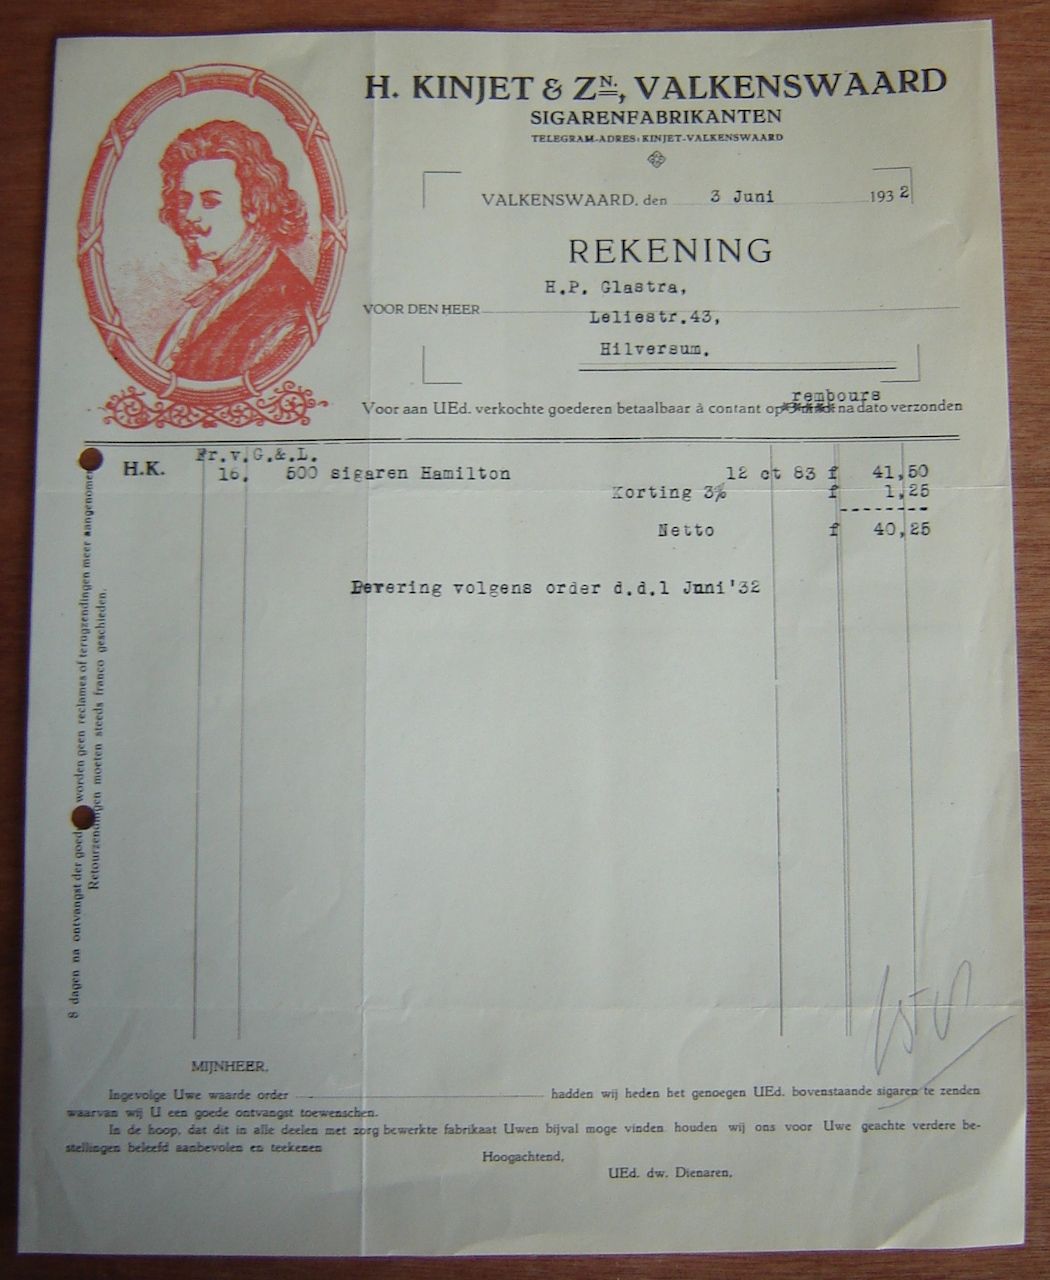 H. KINJET & ZN., VALKENSWAARD
SIGARENFABRIKANTEN
TELEGRAM-ADRES: KINJET-VALKENSWAARD
VALKENSWAARD, den 3 Juni 1932
REKENING
H.P. Glastra,
VOOR DEN HEER
Leliestr.43,
Hilversum.
rembours
Voor aan UEd. verkochte goederen betaalbaar à contant op na dato verzonden
Fr.v.G.&.L.
H.K. 16. 500 sigaren Hamilton 12 ct 83 f 41,50
Korting 3% f 1,25
Netto f 40,25
Levering volgens order d.d.1 Juni'32
8 dagen na ontvangst der goed worden geen reclames of terugzendingen meer aangenomen
Retourzendingen moeten steeds franco geschieden.
MIJNHEER,
Ingevolge Uwe waarde order hadden wij heden het genoegen UEd. bovenstaande sigaren te zenden
waarvan wij U een goede ontvangst toewenschen.
In de hoop, dat dit in alle deelen met zorg bewerkte fabrikaat Uwen bijval moge vinden houden wij ons voor Uwe geachte verdere be-
stellingen beleefd aanbevolen en teekenen
Hoogachtend,
UEd. dw. Dienaren,